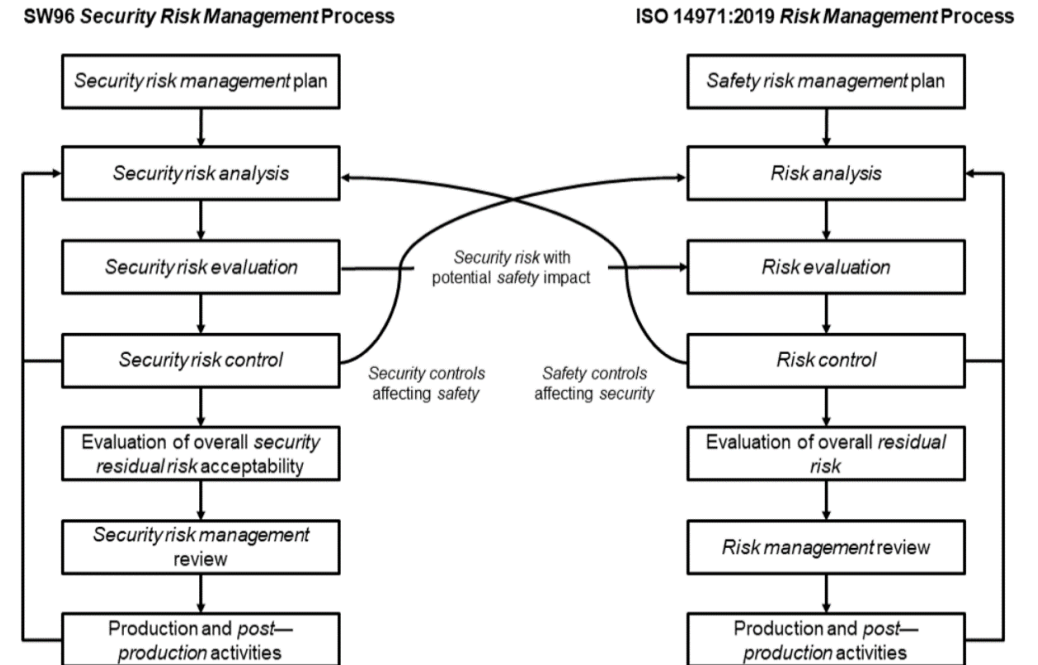 SW96 Security Risk Management Process
ISO 14971:2019 Risk Management Process
Security risk management plan
Safety risk management plan
Security risk analysis
Risk analysis
Security risk evaluation
Security risk with
potential safety impact
Risk evaluation
Security risk control
Risk control
Security controls
affecting safety
Safety controls
affecting security
Evaluation of overall security
residual risk acceptability
Evaluation of overall residual
risk
Security risk management
review
Risk management review
Production and post—
production activities
Production and post—
production activities